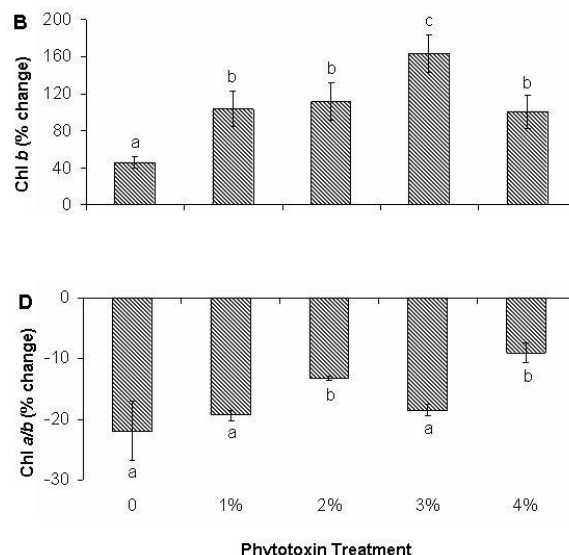 B
Chl b (% change)
200
160
120
80
40
0
a
b
b
c
b
D
Chl a/b (% change)
0
-10
-20
-30
a
a
b
a
b
0 1% 2% 3% 4%
Phytotoxin Treatment